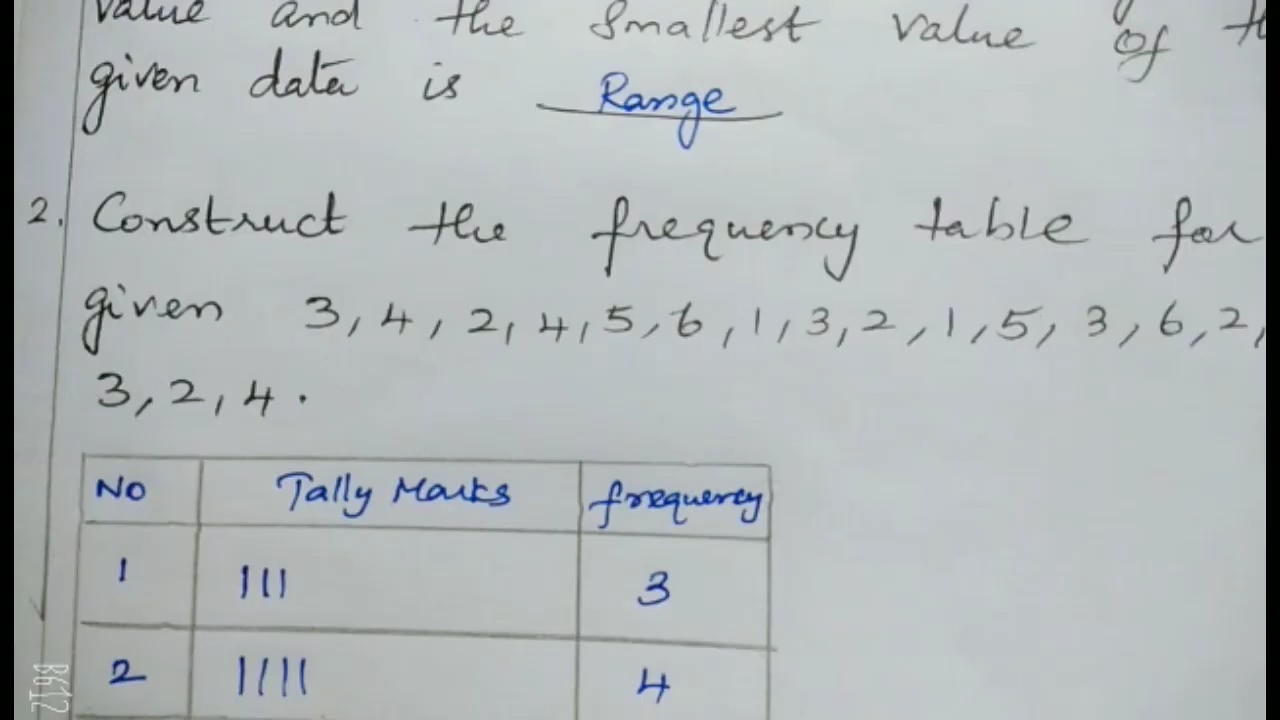 value and the smallest value of
given data is Range
2. Construct the frequency table for
given 3, 4, 2, 4, 5, 6, 1, 3, 2, 1, 5, 3, 6, 2,
3, 2, 4.
No Tally Marks frequency
1 ||| 3
2 |||| 4
B612